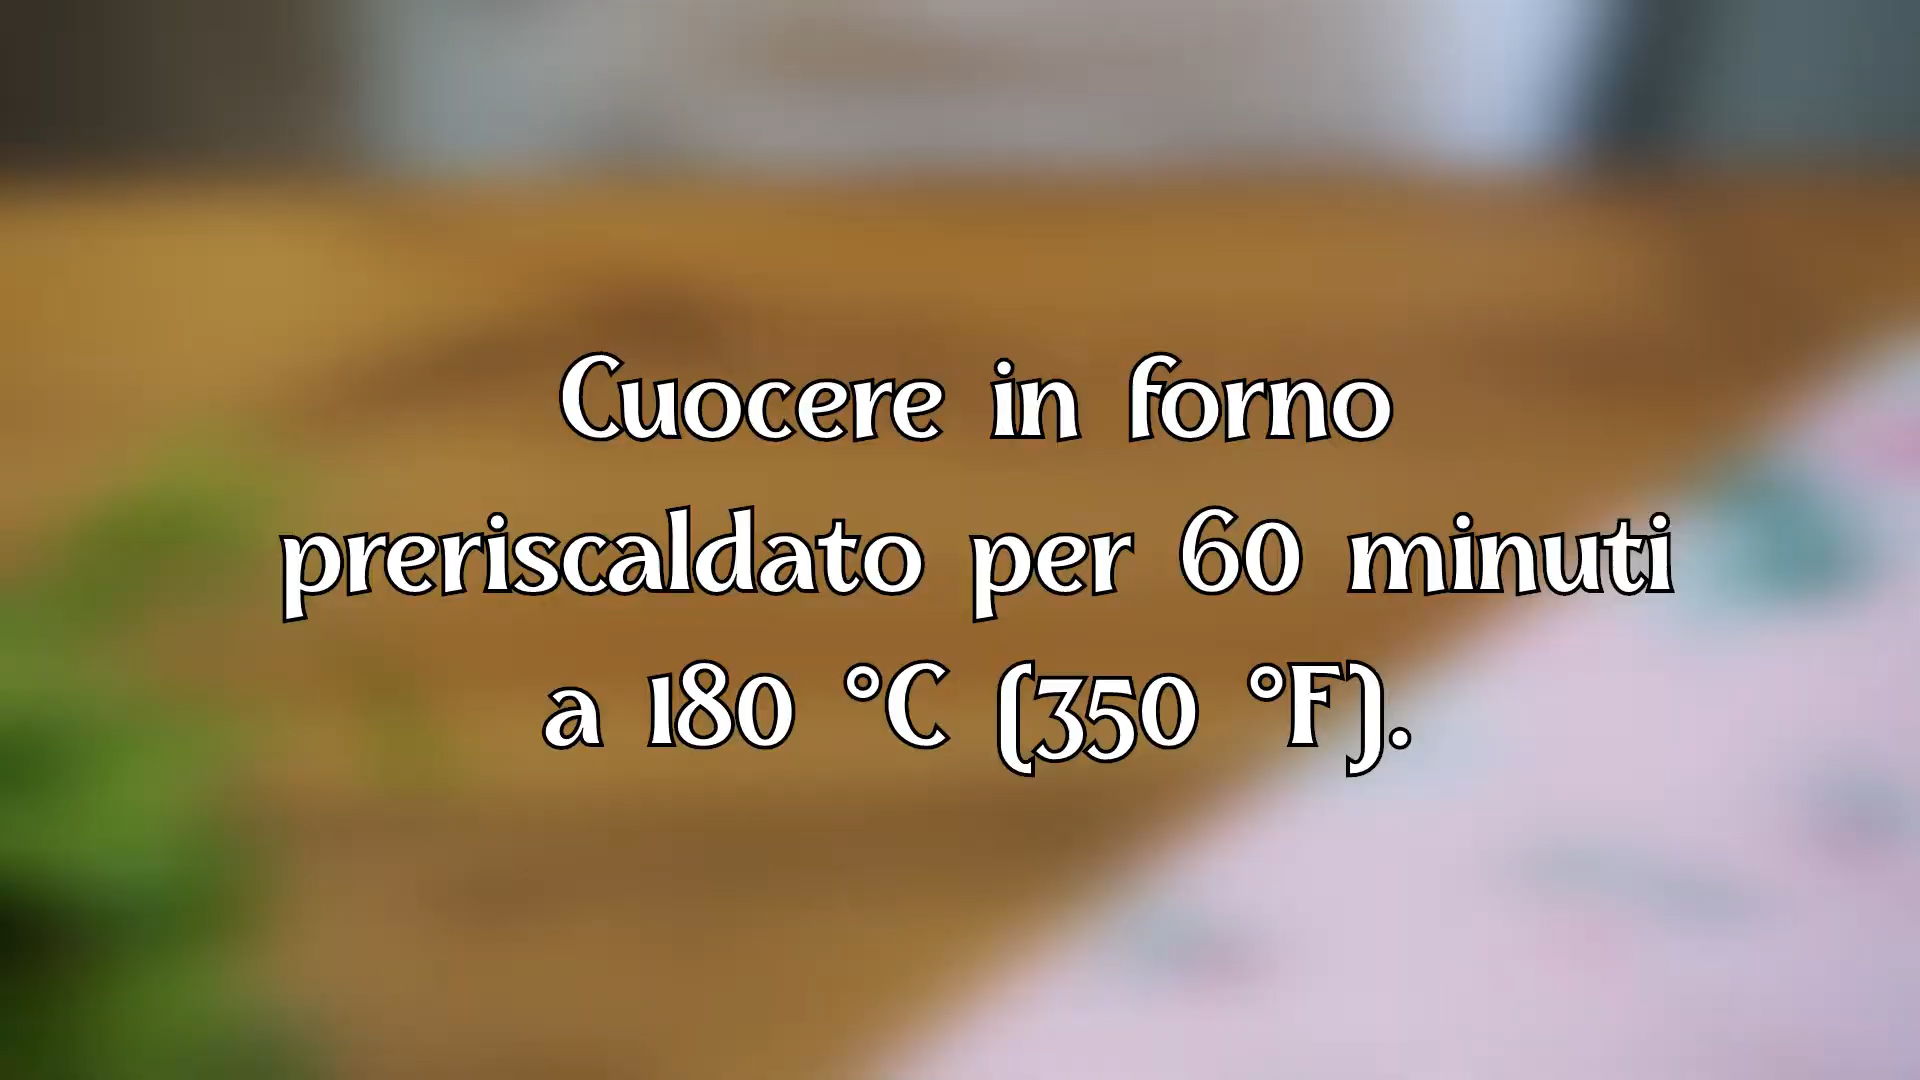 Cuocere in forno
preriscaldato per 60 minuti
a 180 °C (350 °F).